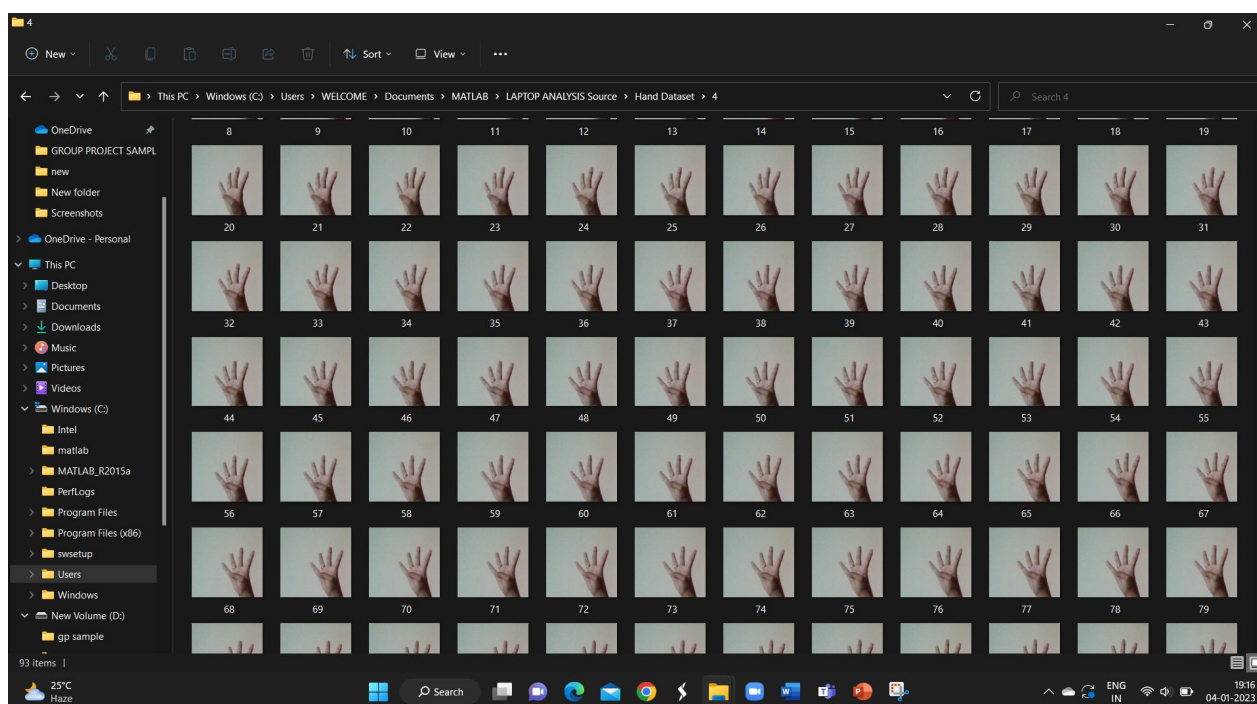 4
New Sort View
This PC > Windows (C:) > Users > WELCOME > Documents > MATLAB > LAPTOP ANALYSIS Source > Hand Dataset > 4
Search 4
OneDrive
GROUP PROJECT SAMPL
new
New folder
Screenshots
OneDrive - Personal
This PC
Desktop
Documents
Downloads
Music
Pictures
Videos
Windows (C:)
Intel
matlab
MATLAB_R2015a
PerfLogs
Program Files
Program Files (x86)
swsetup
Users
Windows
New Volume (D:)
gp sample
8 9 10 11 12 13 14 15 16 17 18 19
20 21 22 23 24 25 26 27 28 29 30 31
32 33 34 35 36 37 38 39 40 41 42 43
44 45 46 47 48 49 50 51 52 53 54 55
56 57 58 59 60 61 62 63 64 65 66 67
68 69 70 71 72 73 74 75 76 77 78 79
93 items
25°C
Haze
Search
ENG
IN
19:16
04-01-2023